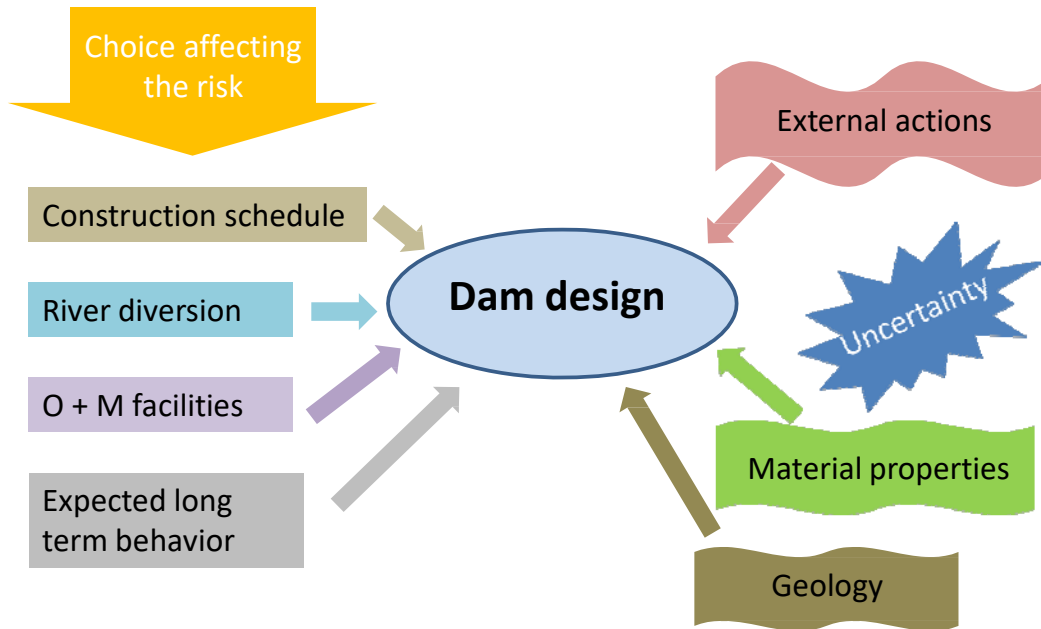 Choice affecting
the risk
External actions
Construction schedule
River diversion
Dam design
Uncertainty
O + M facilities
Material properties
Expected long
term behavior
Geology